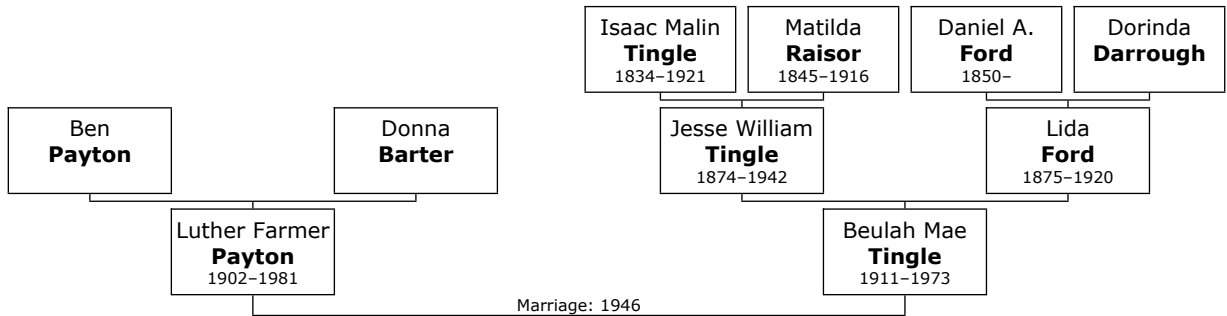 Isaac Malin
Tingle
1834–1921
Matilda
Raisor
1845–1916
Daniel A.
Ford
1850–
Dorinda
Darrough
Ben
Payton
Donna
Barter
Jesse William
Tingle
1874–1942
Lida
Ford
1875–1920
Luther Farmer
Payton
1902–1981
Beulah Mae
Tingle
1911–1973
Marriage: 1946